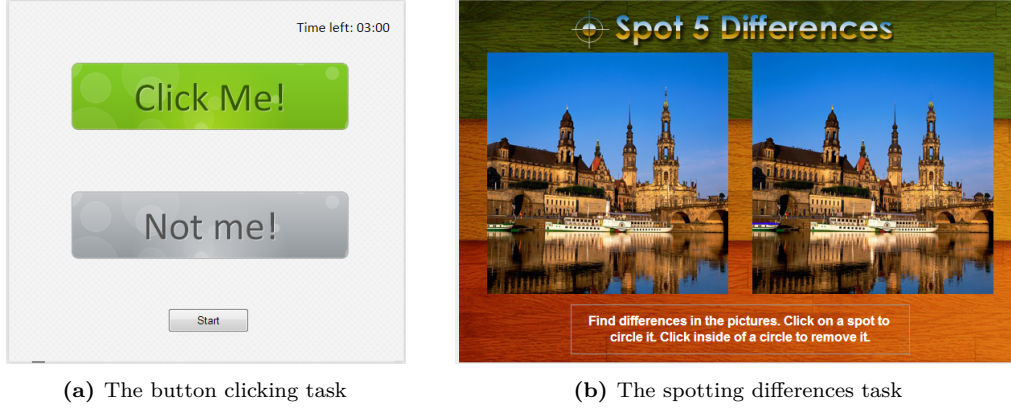 Time left: 03:00
Click Me!
Not me!
Start
(a) The button clicking task
Spot 5 Differences
Find differences in the pictures. Click on a spot to
circle it. Click inside of a circle to remove it.
(b) The spotting differences task